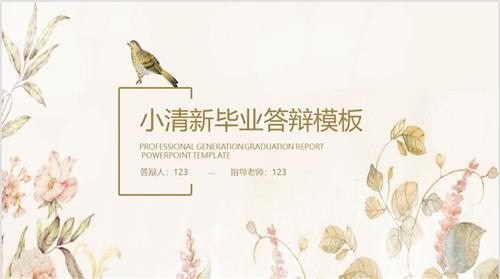 小清新毕业答辩模板
PROFESSIONAL GENERATION GRADUATION REPORT
POWERPOINT TEMPLATE
答辩人：123 — 指导老师：123